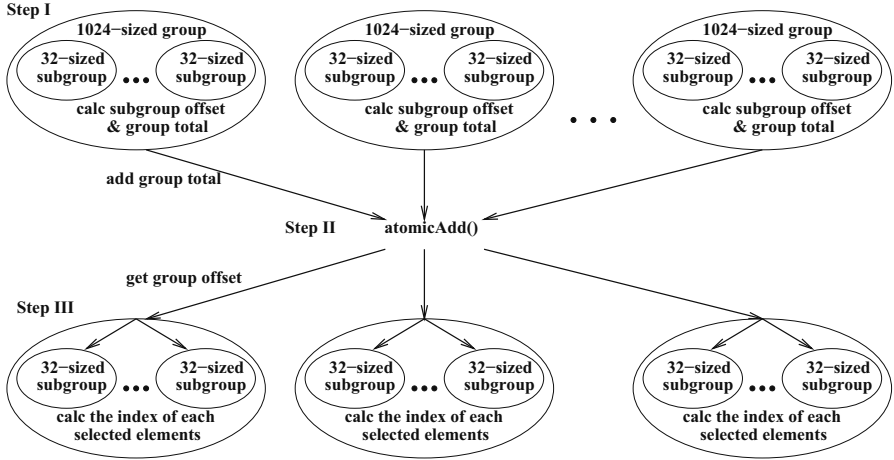 Step I
1024−sized group
1024−sized group
1024−sized group
32−sized 32−sized
subgroup subgroup
32−sized 32−sized
subgroup subgroup
32−sized 32−sized
subgroup subgroup
calc subgroup offset
& group total
calc subgroup offset
& group total
calc subgroup offset
& group total
add group total
Step II
atomicAdd()
get group offset
Step III
32−sized 32−sized
subgroup subgroup
32−sized 32−sized
subgroup subgroup
32−sized 32−sized
subgroup subgroup
calc the index of each
selected elements
calc the index of each
selected elements
calc the index of each
selected elements